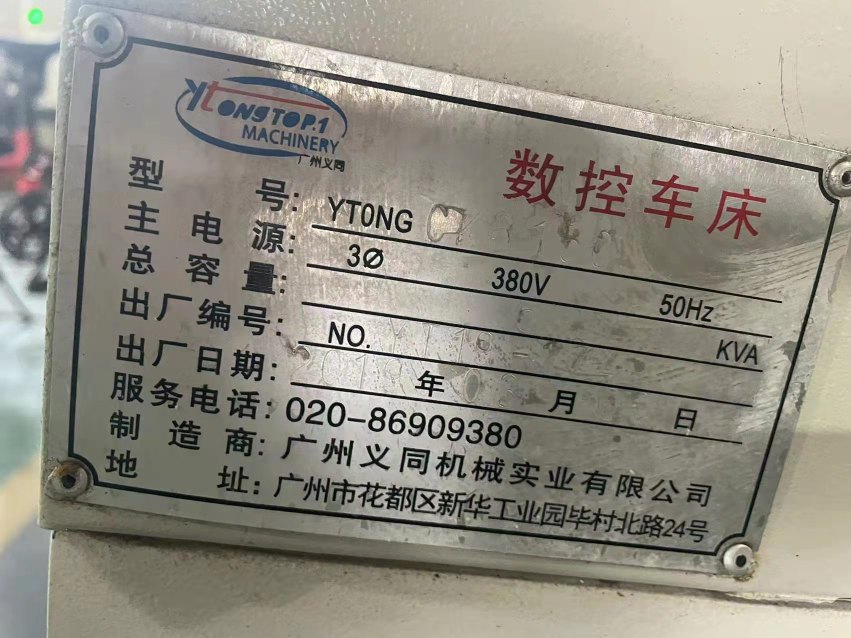 YTONGTOP.1
MACHINERY
广州义同
数控车床
型 号: YTONG
主电源: 3Ø 380V 50Hz
总容量: KVA
出厂编号: NO.
出厂日期: 年 月 日
服务电话: 020-86909380
制造商: 广州义同机械实业有限公司
地 址: 广州市花都区新华工业园毕村北路24号